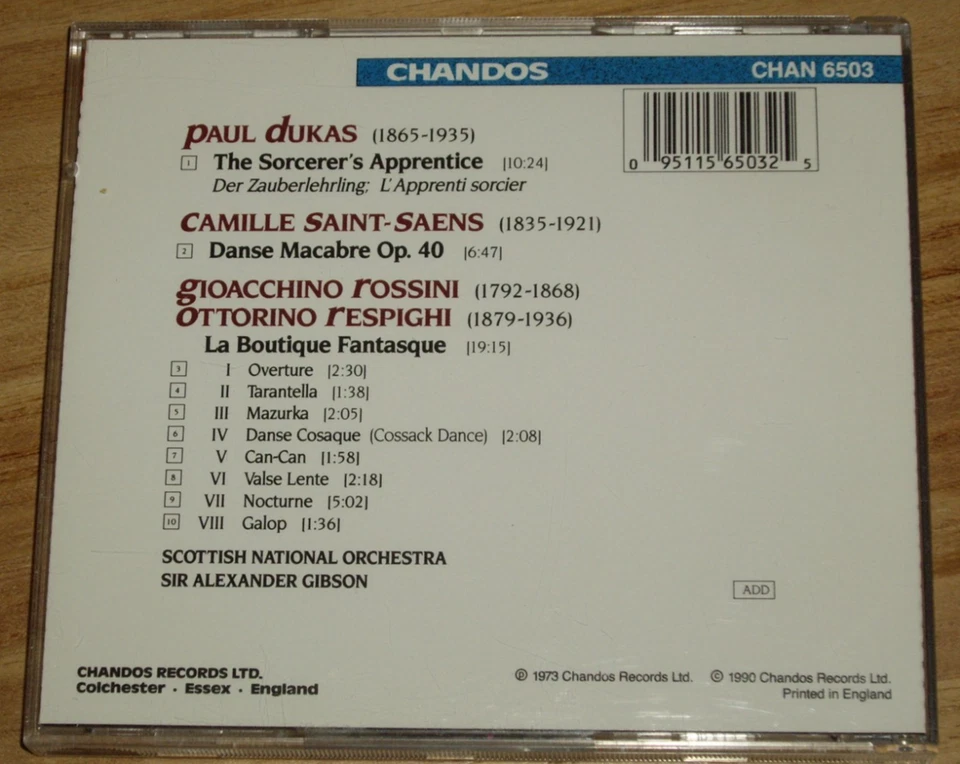 CHANDOS CHAN 6503
0 95115 65032 5
PAUL DUKAS (1865-1935)
1 The Sorcerer's Apprentice [10:24]
Der Zauberlehrling; L'Apprenti sorcier
CAMILLE SAINT-SAENS (1835-1921)
2 Danse Macabre Op. 40 [6:47]
GIOACCHINO ROSSINI (1792-1868)
OTTORINO RESPIGHI (1879-1936)
La Boutique Fantasque [19:15]
3 I Overture [2:30]
4 II Tarantella [1:38]
5 III Mazurka [2:05]
6 IV Danse Cosaque (Cossack Dance) [2:08]
7 V Can-Can [1:58]
8 VI Valse Lente [2:18]
9 VII Nocturne [5:02]
10 VIII Galop [1:36]
SCOTTISH NATIONAL ORCHESTRA
SIR ALEXANDER GIBSON
ADD
CHANDOS RECORDS LTD.
Colchester · Essex · England
℗ 1973 Chandos Records Ltd. © 1990 Chandos Records Ltd.
Printed in England